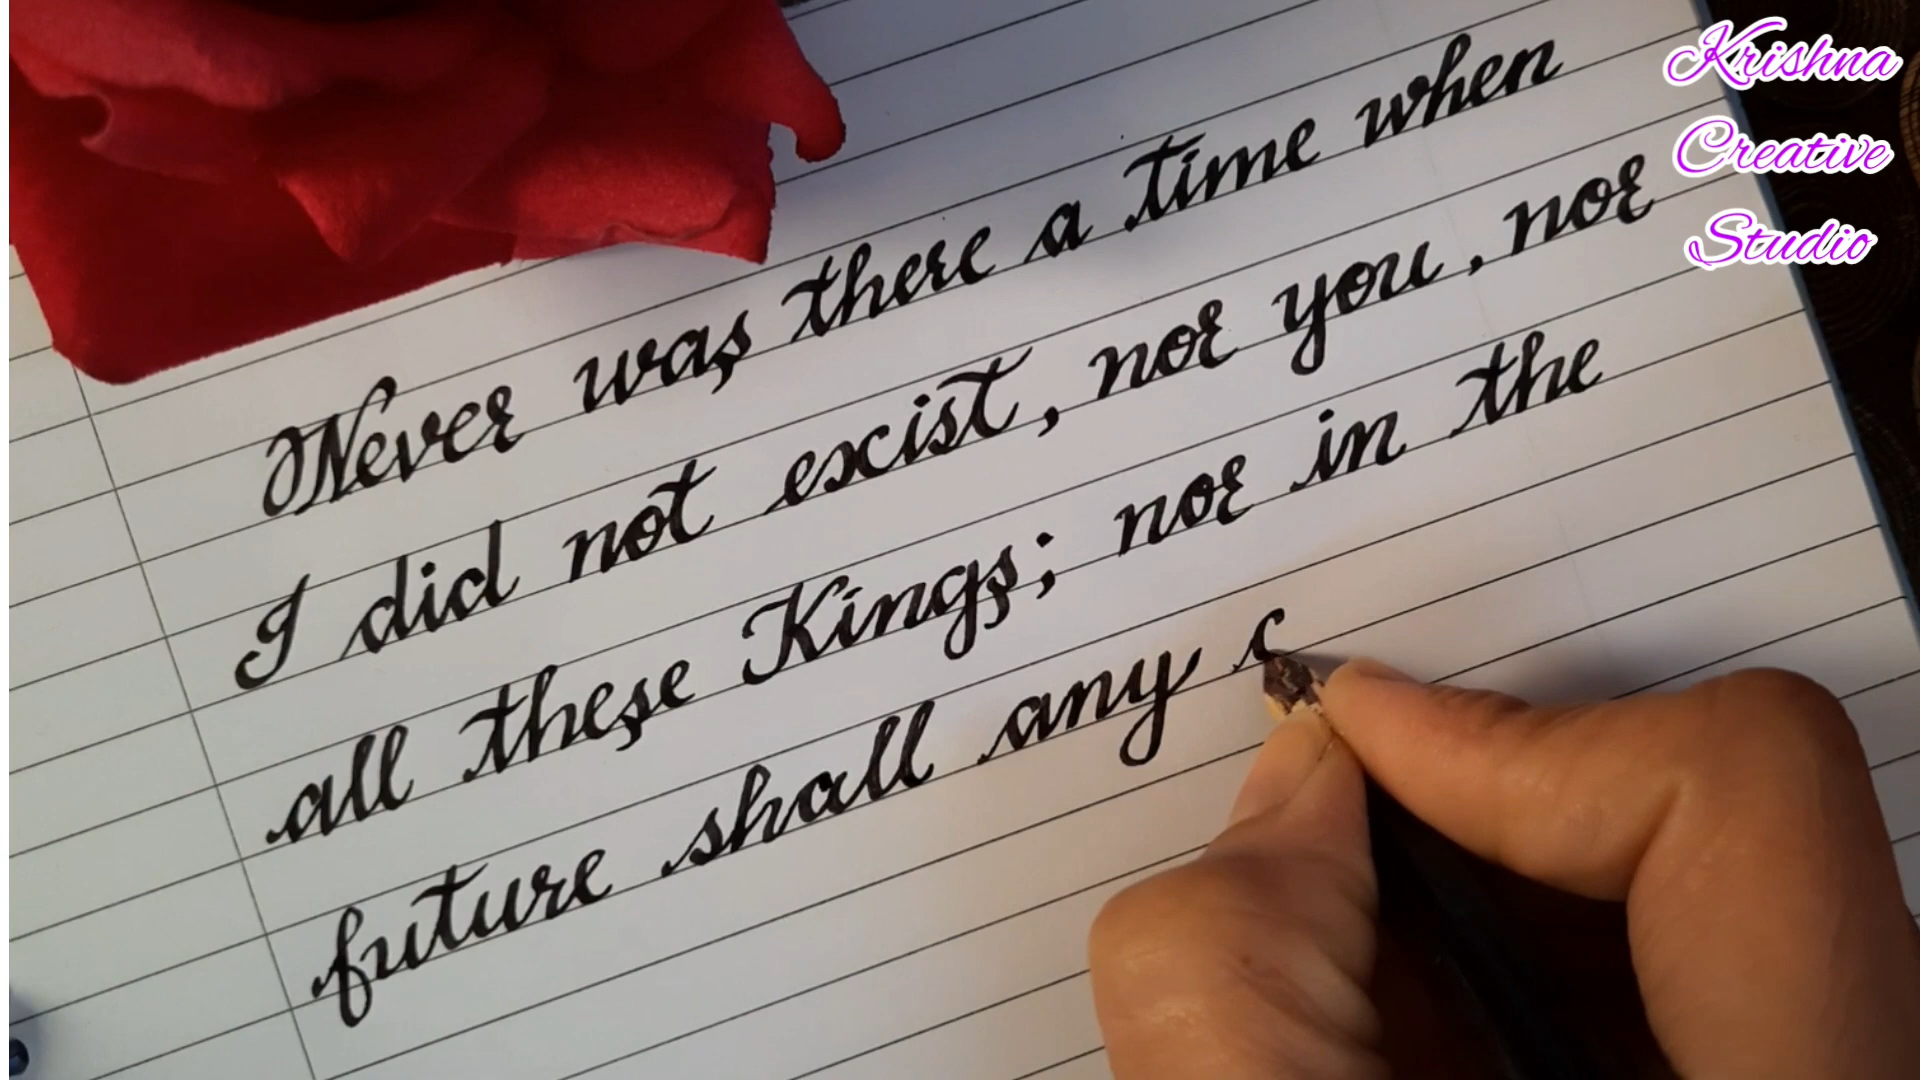 Never was there a time when
I did not exist, nor you, nor
all these Kings; nor in the
future shall any
Krishna
Creative
Studio